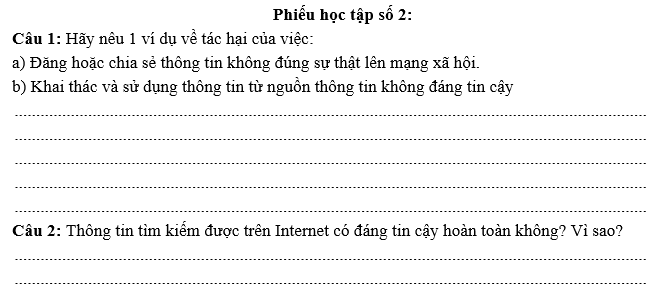 Phiếu học tập số 2:
Câu 1: Hãy nêu 1 ví dụ về tác hại của việc:
a) Đăng hoặc chia sẻ thông tin không đúng sự thật lên mạng xã hội.
b) Khai thác và sử dụng thông tin từ nguồn thông tin không đáng tin cậy
Câu 2: Thông tin tìm kiếm được trên Internet có đáng tin cậy hoàn toàn không? Vì sao?